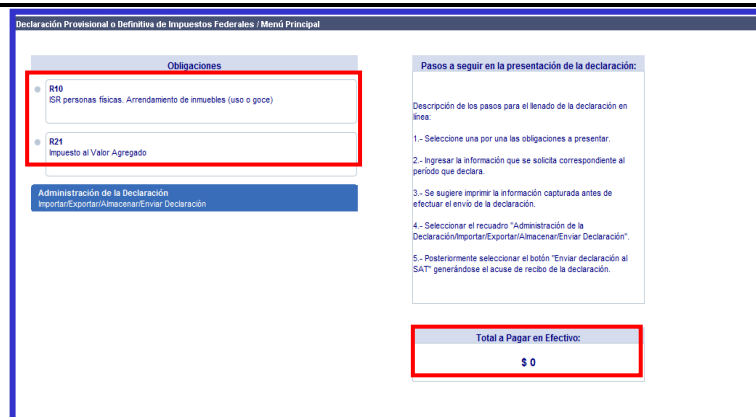 Declaración Provisional o Definitiva de Impuestos Federales / Menú Principal
Obligaciones
R10
ISR personas físicas. Arrendamiento de inmuebles (uso o goce)
R21
Impuesto al Valor Agregado
Administración de la Declaración
Importar/Exportar/Almacenar/Enviar Declaración
Pasos a seguir en la presentación de la declaración:
Descripción de los pasos para el llenado de la declaración en
línea:
1.- Seleccione una por una las obligaciones a presentar.
2.- Ingresar la información que se solicita correspondiente al
período que declara.
3.- Se sugiere imprimir la información capturada antes de
efectuar el envío de la declaración.
4.- Seleccionar el recuadro "Administración de la
Declaración/Importar/Exportar/Almacenar/Enviar Declaración".
5.- Posteriormente seleccionar el botón "Enviar declaración al
SAT" generándose el acuse de recibo de la declaración.
Total a Pagar en Efectivo:
$ 0